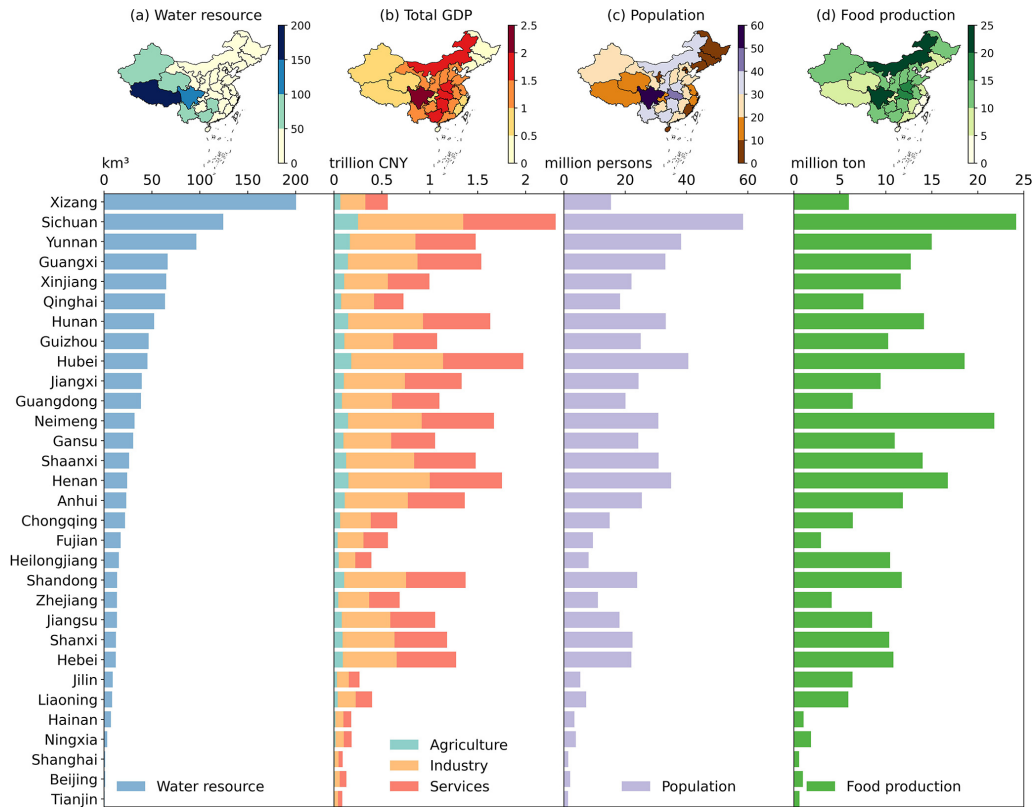 (a) Water resource
(b) Total GDP
(c) Population
(d) Food production
200
150
100
50
0
2.5
2.0
1.5
1.0
0.5
0
60
50
40
30
20
10
0
25
20
15
10
5
0
km³
trillion CNY
million persons
million ton
0 50 100 150 200
0 0.5 1 1.5 2
0 20 40 60
0 5 10 15 20 25
Xizang
Sichuan
Yunnan
Guangxi
Xinjiang
Qinghai
Hunan
Guizhou
Hubei
Jiangxi
Guangdong
Neimeng
Gansu
Shaanxi
Henan
Anhui
Chongqing
Fujian
Heilongjiang
Shandong
Zhejiang
Jiangsu
Shanxi
Hebei
Jilin
Liaoning
Hainan
Ningxia
Shanghai
Beijing
Tianjin
Water resource
Agriculture
Industry
Services
Population
Food production